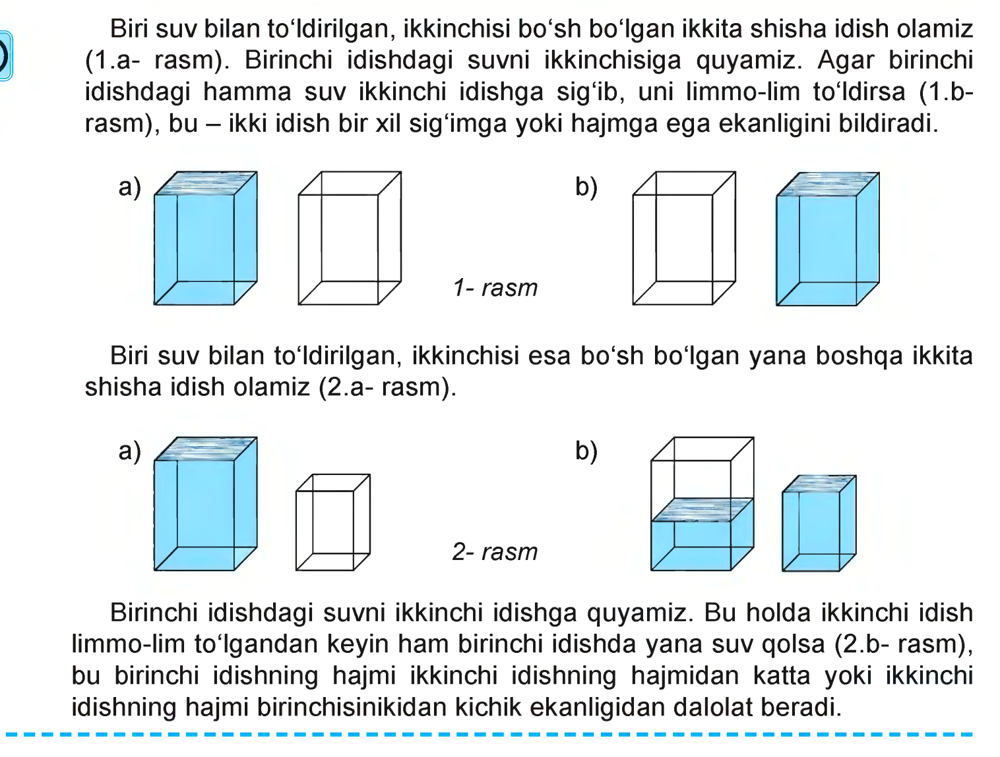 Biri suv bilan to‘ldirilgan, ikkinchisi bo‘sh bo‘lgan ikkita shisha idish olamiz
(1.a- rasm). Birinchi idishdagi suvni ikkinchisiga quyamiz. Agar birinchi
idishdagi hamma suv ikkinchi idishga sig‘ib, uni limmo-lim to‘ldirsa (1.b-
rasm), bu – ikki idish bir xil sig‘imga yoki hajmga ega ekanligini bildiradi.
a)
b)
1- rasm
Biri suv bilan to‘ldirilgan, ikkinchisi esa bo‘sh bo‘lgan yana boshqa ikkita
shisha idish olamiz (2.a- rasm).
a)
b)
2- rasm
Birinchi idishdagi suvni ikkinchi idishga quyamiz. Bu holda ikkinchi idish
limmo-lim to‘lgandan keyin ham birinchi idishda yana suv qolsa (2.b- rasm),
bu birinchi idishning hajmi ikkinchi idishning hajmidan katta yoki ikkinchi
idishning hajmi birinchisinikidan kichik ekanligidan dalolat beradi.